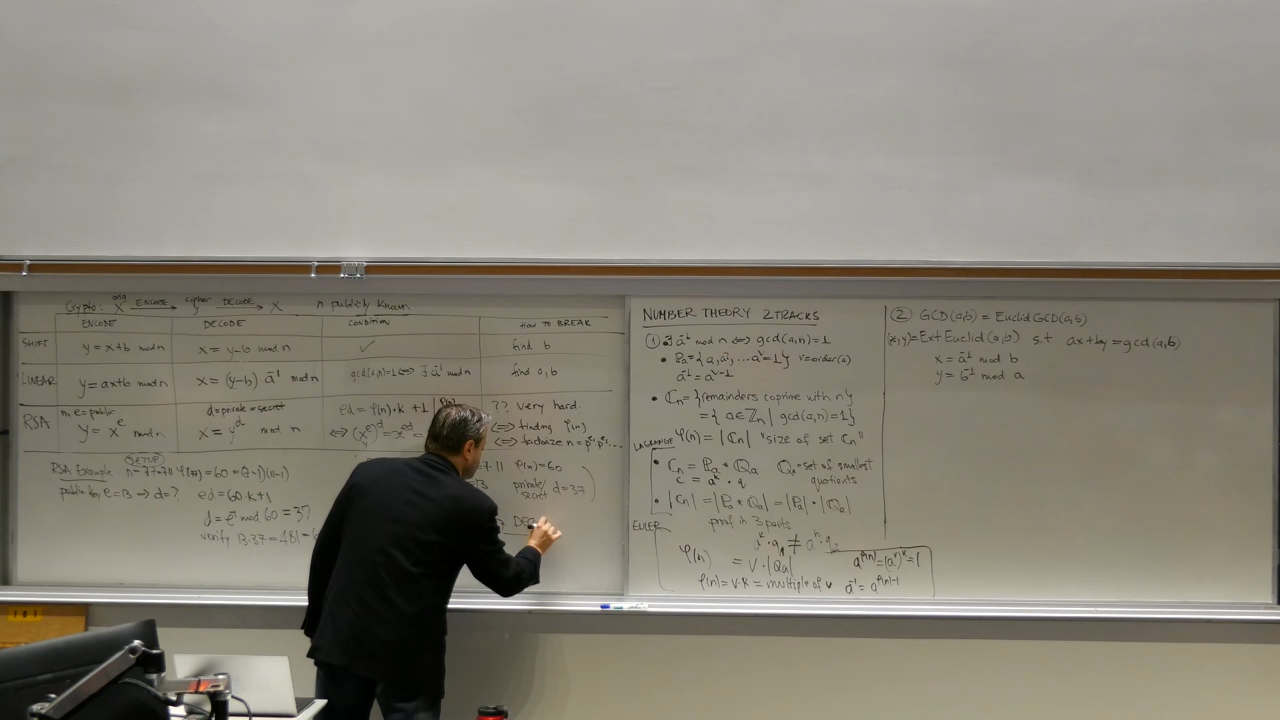 Crypto: orig X ENCODE → cipher DECODE → X n publicly known
ENCODE DECODE CONDITION HOW TO BREAK
SHIFT y = x+b mod n x = y-b mod n ✓ find b
LINEAR y = ax+b mod n x = (y-b) a⁻¹ mod n gcd(a,n)=1 ⇔ ∃ a⁻¹ mod n find a,b
RSA n, e = public d = private = secret ed = φ(n)·k + 1 ?? Very hard.
y = x^e mod n x = y^d mod n ⇔ (x^e)^d = x^ed = ⇔ finding φ(n)
⇔ factorize n =
RSA Example SETUP n = 7·11 φ(77) = 60 = (7-1)(11-1)
public key e = 13 → d = ? ed = 60·k+1
d = e⁻¹ mod 60 = 37
verify 13·37 = 481 =
7·11 φ(n) = 60
13 private/secret d = 37
DEC
NUMBER THEORY 2 TRACKS
① ∃ a⁻¹ mod n ⇔ gcd(a,n) = 1
• Pa = {a, a², ... a^v = 1} v = order(a)
a⁻¹ = a^v-1
• Cn = {remainders coprime with n}
= {a ∈ Zn | gcd(a,n) = 1}
φ(n) = |Cn| "size of set Cn"
LAGRANGE
• Cn = Pa * Qa Qa = set of smallest quotients
c = a^k · q
• |Cn| = |Pa * Qa| = |Pa| · |Qa|
proof in 3 parts
EULER
φ(n) = v·|Qa|
φ(n) = v·k = multiple of v
a^φ(n) = (a^v)^k = 1
a⁻¹ = a^φ(n)-1
② GCD(a,b) = Euclid GCD(a,b)
(x,y) = Ext Euclid(a,b) s.t ax+by = gcd(a,b)
x = a⁻¹ mod b
y = b⁻¹ mod a